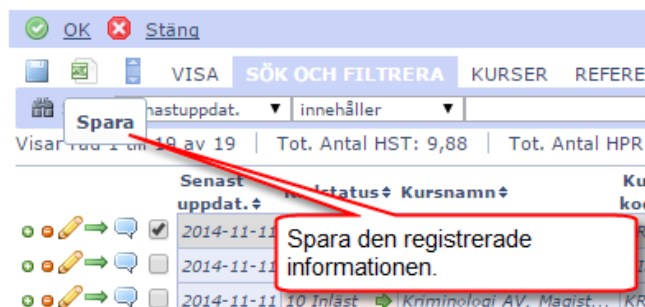 OK Stäng
VISA SÖK OCH FILTRERA KURSER REFERE
nastuppdat. innehåller
Spara
Visar rad 1 till 19 av 19 | Tot. Antal HST: 9,88 | Tot. Antal HPR
Senast uppdat. Kursnamn Ku ko
2014-11-11
Spara den registrerade
informationen.
2014-11-11
2014-11-11 10 Inläst Kriminologi AV, Magist... KR